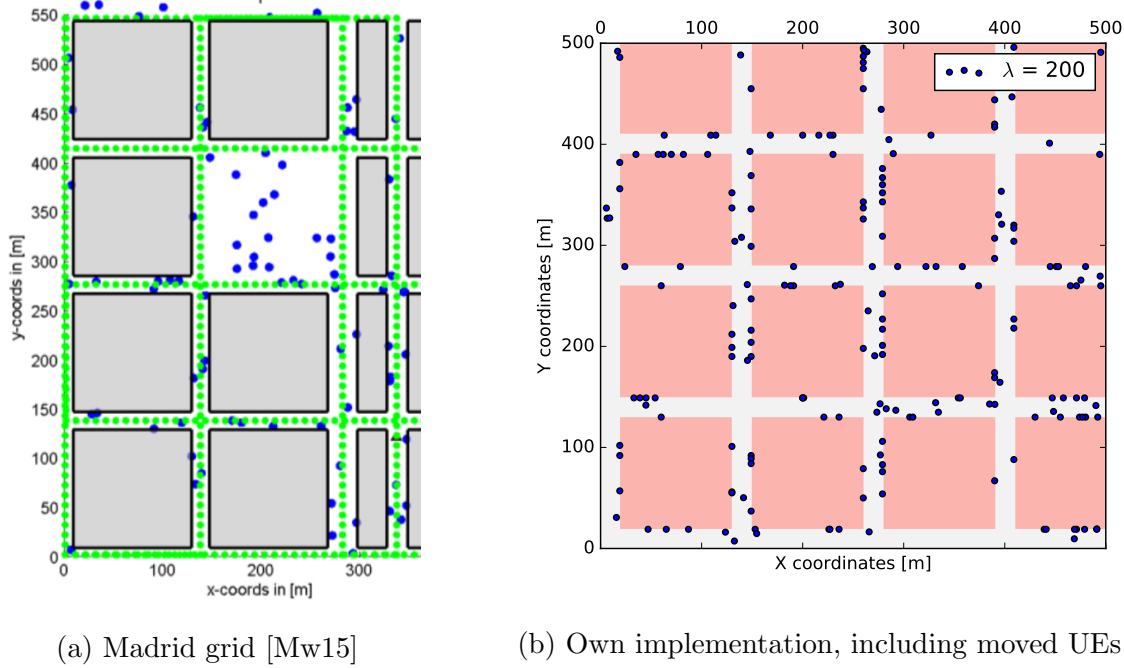 550
500
450
400
350
300
250
200
150
100
50
0
y-coords in [m]
0 100 200 300
x-coords in [m]
(a) Madrid grid [Mw15]
0 100 200 300 400 500
500
400
300
200
100
0
Y coordinates [m]
λ = 200
X coordinates [m]
(b) Own implementation, including moved UEs